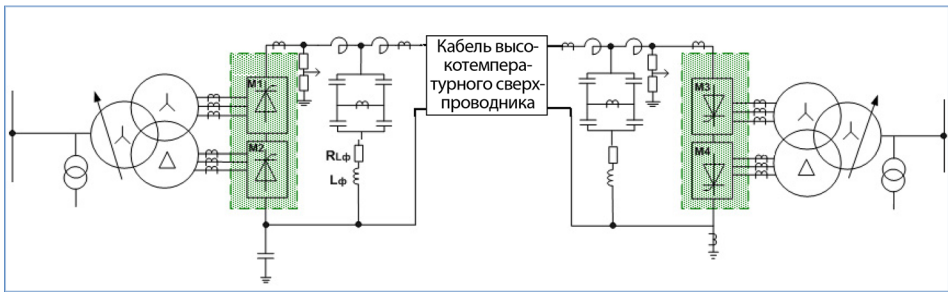 Кабель высо-
котемпера-
турного сверх-
проводника
M1
M2
RLф
Lф
M3
M4